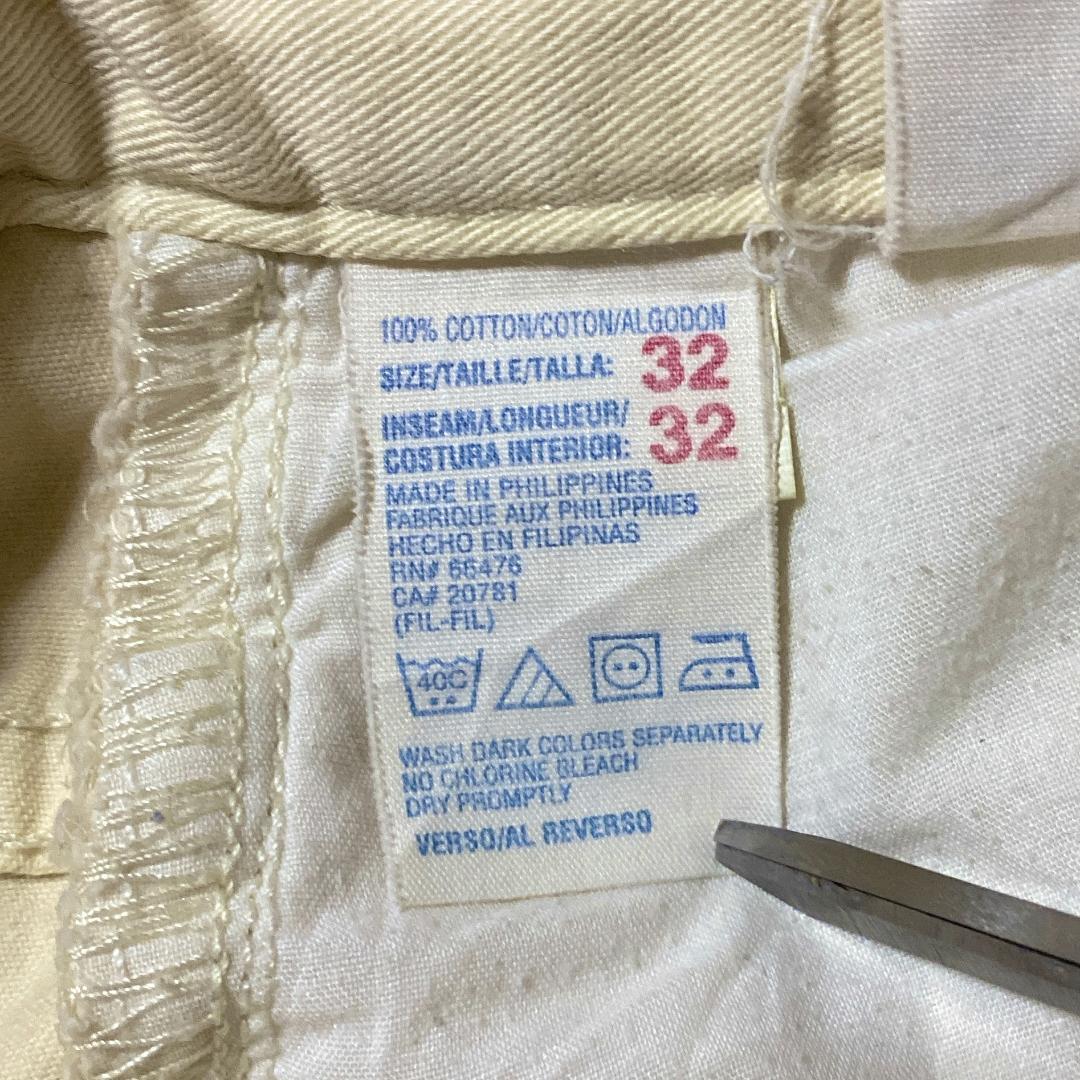 100% COTTON/COTON/ALGODON
SIZE/TAILLE/TALLA: 32
INSEAM/LONGUEUR/
COSTURA INTERIOR: 32
MADE IN PHILIPPINES
FABRIQUE AUX PHILIPPINES
HECHO EN FILIPINAS
RN# 66476
CA# 20781
(FIL-FIL)
40C
WASH DARK COLORS SEPARATELY
NO CHLORINE BLEACH
DRY PROMPTLY
VERSO/AL REVERSO